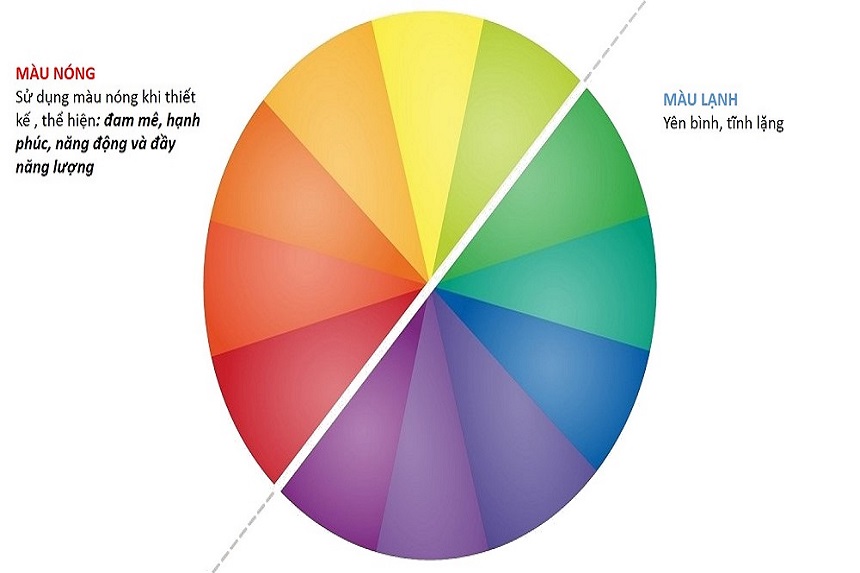 MÀU NÓNG
Sử dụng màu nóng khi thiết
kế , thể hiện: đam mê, hạnh
phúc, năng động và đầy
năng lượng
MÀU LẠNH
Yên bình, tĩnh lặng